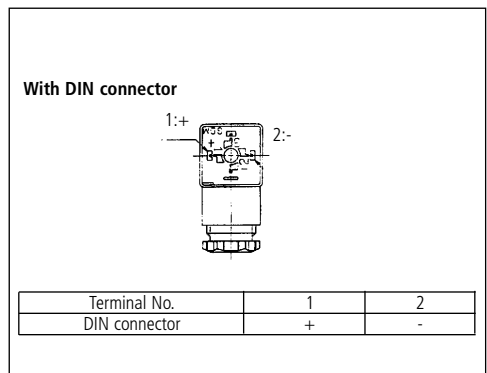 With DIN connector
1:+
2:-
+
Terminal No. 1 2
DIN connector + -